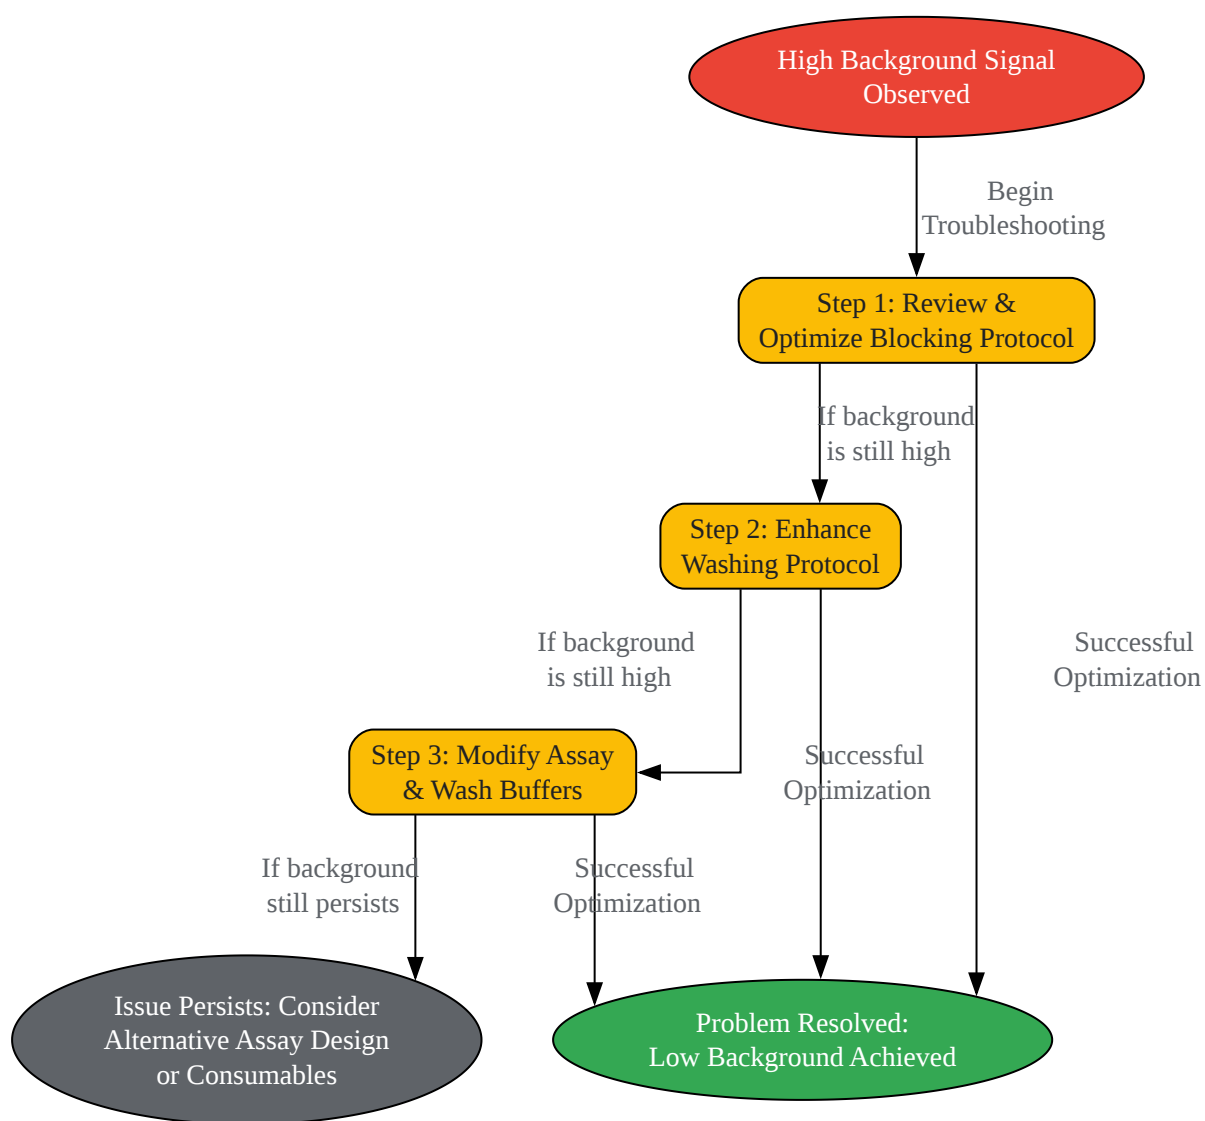 High Background Signal
Observed
Begin
Troubleshooting
Step 1: Review &
Optimize Blocking Protocol
If background
is still high
Step 2: Enhance
Washing Protocol
If background
is still high
Successful
Optimization
Step 3: Modify Assay
& Wash Buffers
Successful
Optimization
If background
still persists
Successful
Optimization
Issue Persists: Consider
Alternative Assay Design
or Consumables
Problem Resolved:
Low Background Achieved